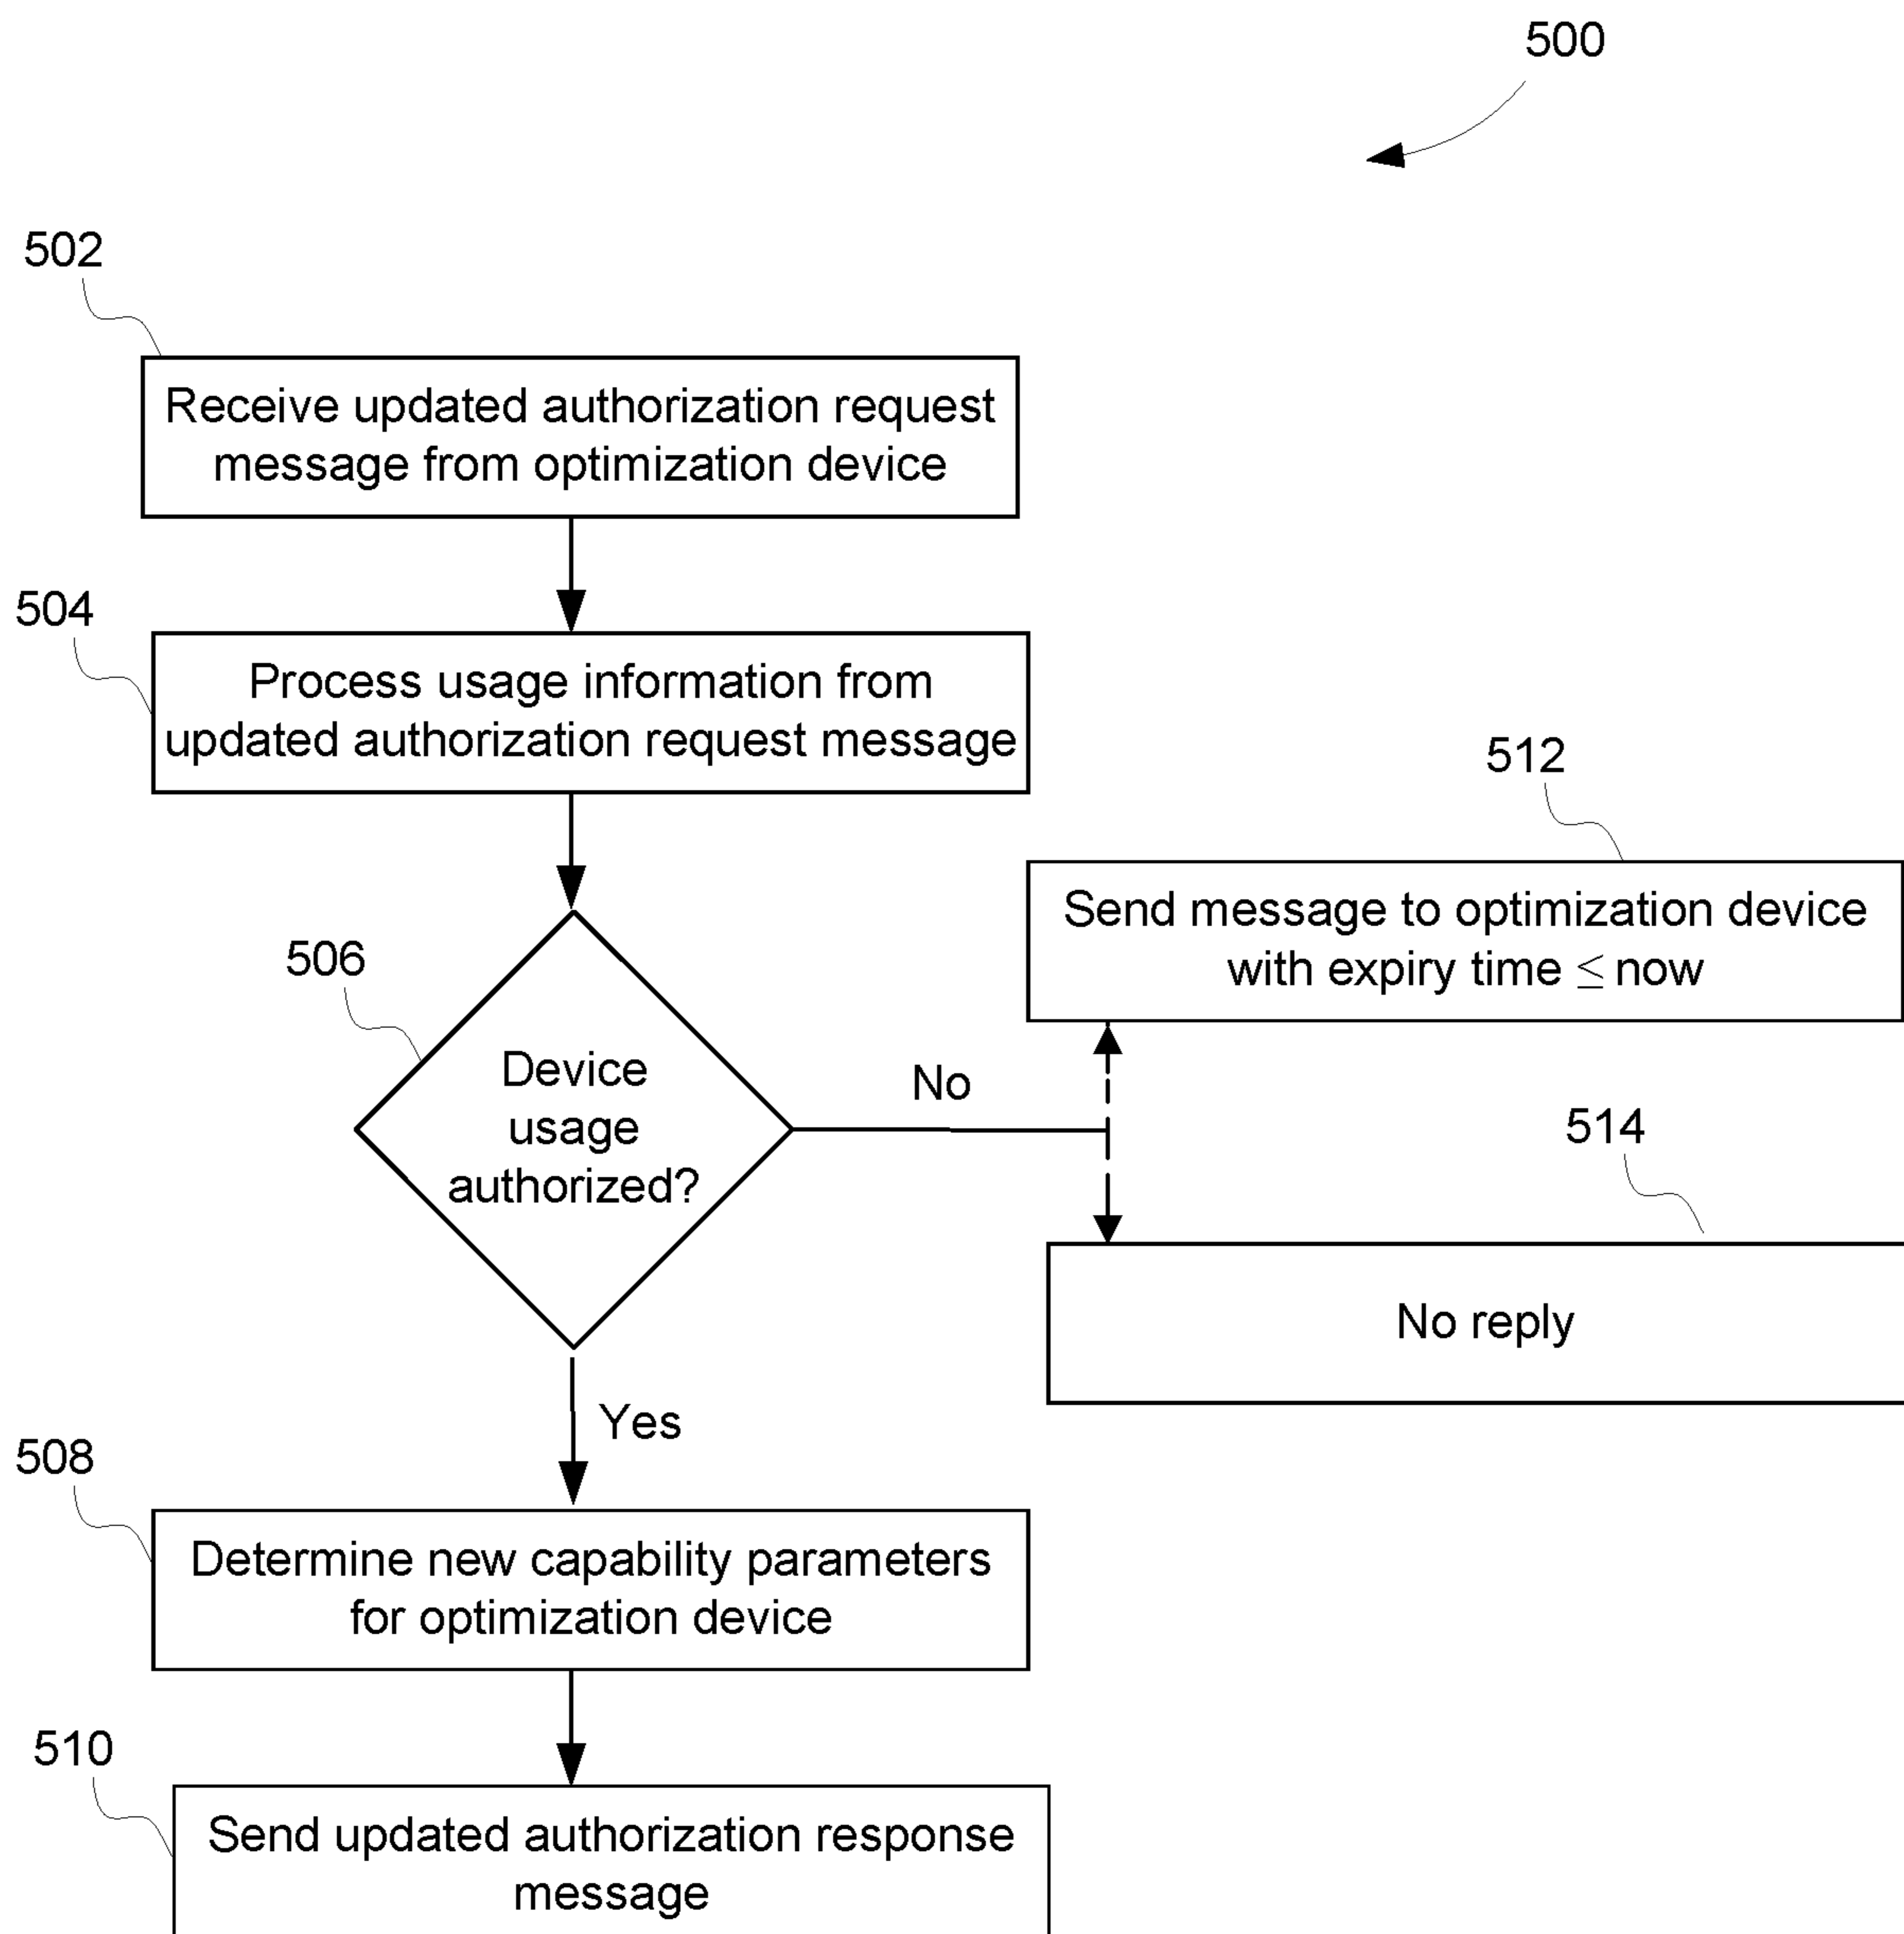 500
502
Receive updated authorization request
message from optimization device
504
Process usage information from
updated authorization request message
512
Send message to optimization device
with expiry time ≤ now
506
Device
usage
authorized?
No
514
No reply
Yes
508
Determine new capability parameters
for optimization device
510
Send updated authorization response
message